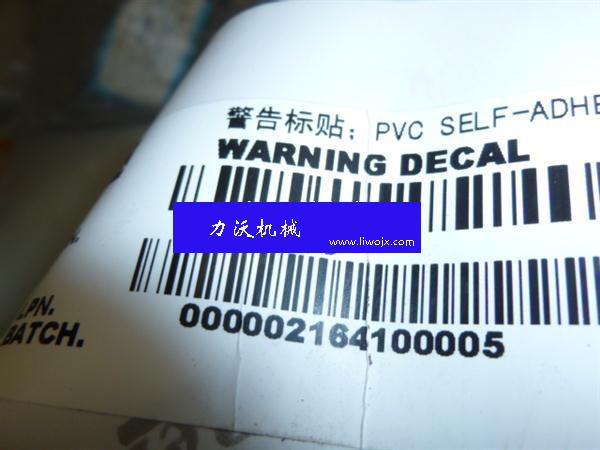 警告标贴; PVC SELF-ADHE
WARNING DECAL
力沃机械
www.liwojx.com
LPN.
BATCH.
000002164100005